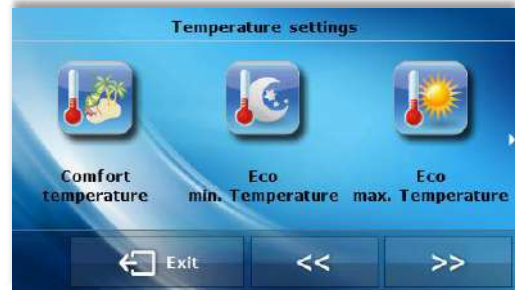 Temperature settings
Comfort
temperature
Eco
min. Temperature
Eco
max. Temperature
Exit
<<
>>